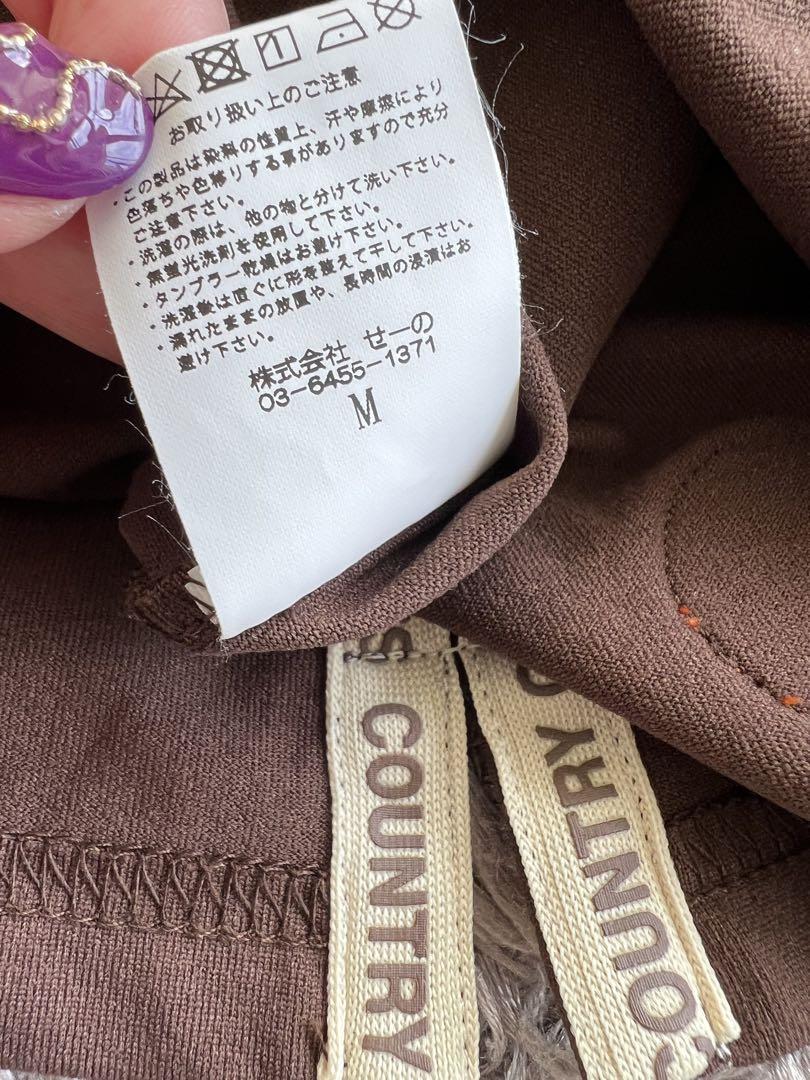 お取り扱い上のご注意
・この製品は染料の性質上、汗や摩擦により
色落ちや色移りする事がありますので充分
ご注意下さい。
・洗濯の際は、他の物と分けて洗い下さい。
・無蛍光洗剤を使用して下さい。
・タンブラー乾燥はお避け下さい。
・洗濯後は直ぐに形を整えて干して下さい。
・濡れたままの放置や、長時間の浸漬はお
避け下さい。
株式会社 せーの
03-6455-1371
M
S COUNTRY
COUNTRY